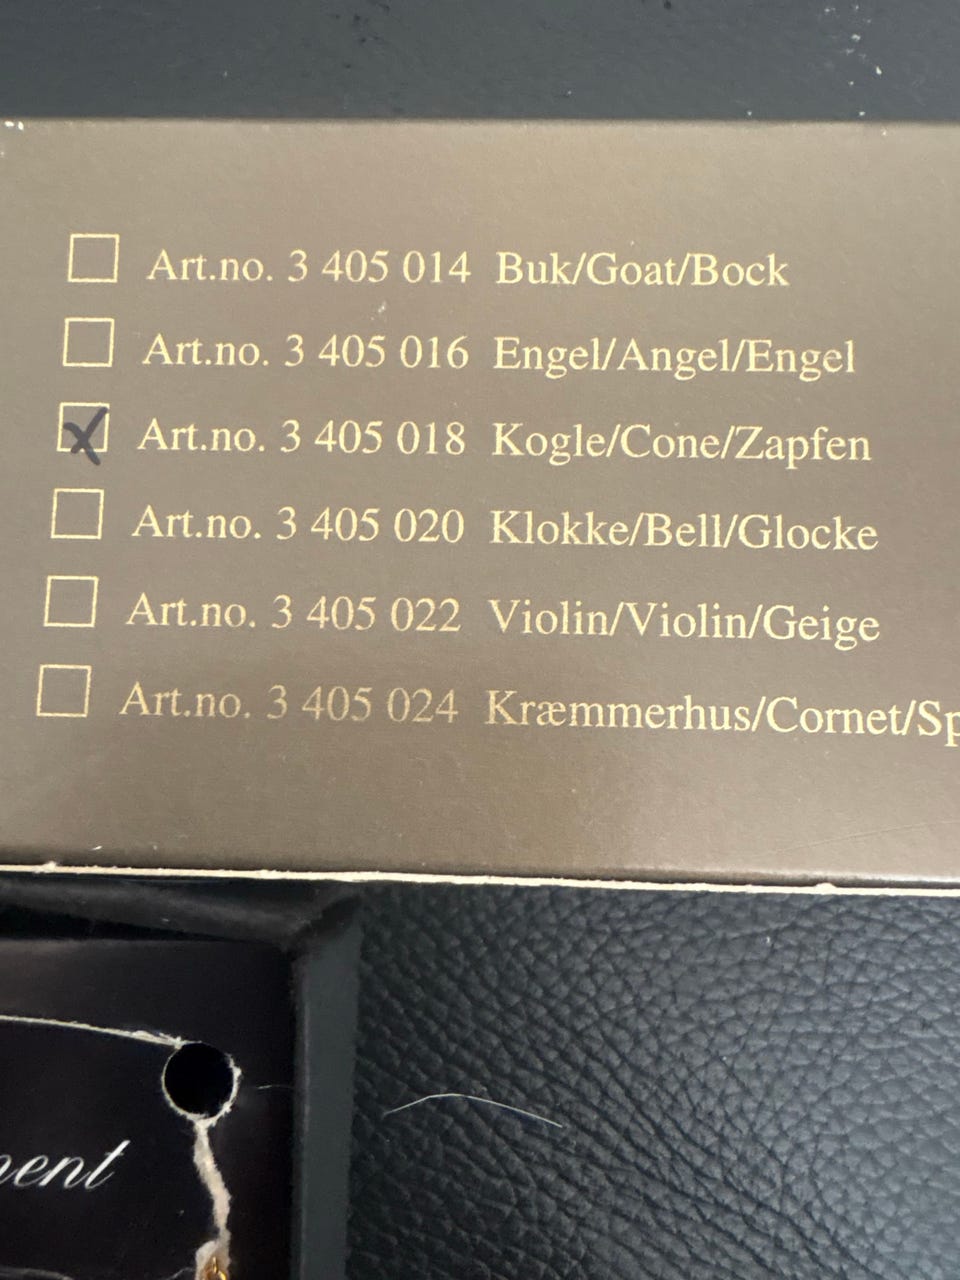 Art.no. 3 405 014 Buk/Goat/Bock
Art.no. 3 405 016 Engel/Angel/Engel
Art.no. 3 405 018 Kogle/Cone/Zapfen
Art.no. 3 405 020 Klokke/Bell/Glocke
Art.no. 3 405 022 Violin/Violin/Geige
Art.no. 3 405 024 Kræmmerhus/Cornet/Sp